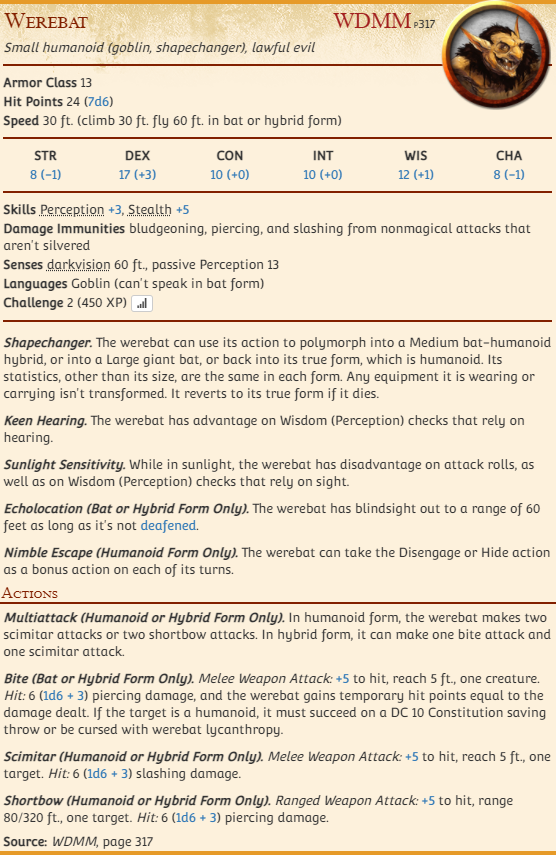 Werebat WDMM P317
Small humanoid (goblin, shapechanger), lawful evil
Armor Class 13
Hit Points 24 (7d6)
Speed 30 ft. (climb 30 ft. fly 60 ft. in bat or hybrid form)
STR DEX CON INT WIS CHA
8 (−1) 17 (+3) 10 (+0) 10 (+0) 12 (+1) 8 (−1)
Skills Perception +3, Stealth +5
Damage Immunities bludgeoning, piercing, and slashing from nonmagical attacks that
aren't silvered
Senses darkvision 60 ft., passive Perception 13
Languages Goblin (can't speak in bat form)
Challenge 2 (450 XP)
Shapechanger. The werebat can use its action to polymorph into a Medium bat-humanoid
hybrid, or into a Large giant bat, or back into its true form, which is humanoid. Its
statistics, other than its size, are the same in each form. Any equipment it is wearing or
carrying isn't transformed. It reverts to its true form if it dies.
Keen Hearing. The werebat has advantage on Wisdom (Perception) checks that rely on
hearing.
Sunlight Sensitivity. While in sunlight, the werebat has disadvantage on attack rolls, as
well as on Wisdom (Perception) checks that rely on sight.
Echolocation (Bat or Hybrid Form Only). The werebat has blindsight out to a range of 60
feet as long as it's not deafened.
Nimble Escape (Humanoid Form Only). The werebat can take the Disengage or Hide action
as a bonus action on each of its turns.
Actions
Multiattack (Humanoid or Hybrid Form Only). In humanoid form, the werebat makes two
scimitar attacks or two shortbow attacks. In hybrid form, it can make one bite attack and
one scimitar attack.
Bite (Bat or Hybrid Form Only). Melee Weapon Attack: +5 to hit, reach 5 ft., one creature.
Hit: 6 (1d6 + 3) piercing damage, and the werebat gains temporary hit points equal to the
damage dealt. If the target is a humanoid, it must succeed on a DC 10 Constitution saving
throw or be cursed with werebat lycanthropy.
Scimitar (Humanoid or Hybrid Form Only). Melee Weapon Attack: +5 to hit, reach 5 ft., one
target. Hit: 6 (1d6 + 3) slashing damage.
Shortbow (Humanoid or Hybrid Form Only). Ranged Weapon Attack: +5 to hit, range
80/320 ft., one target. Hit: 6 (1d6 + 3) piercing damage.
Source: WDMM, page 317